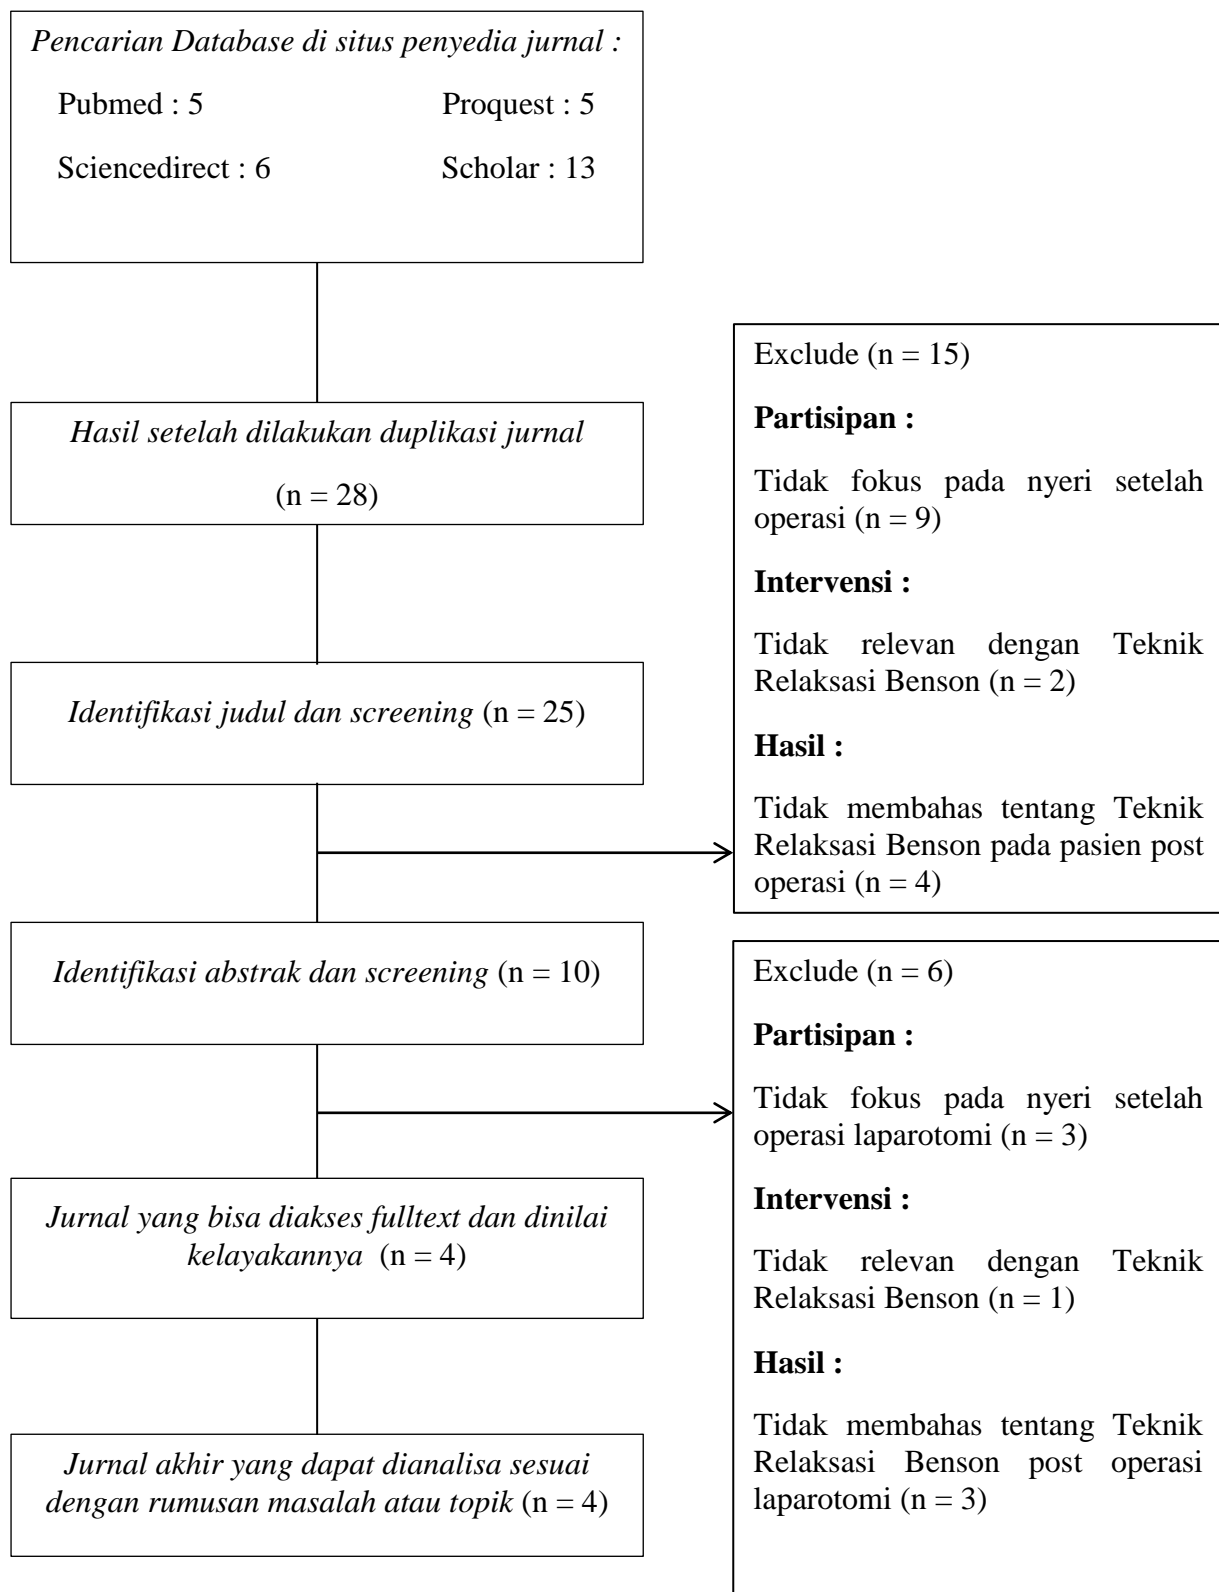 Pencarian Database di situs penyedia jurnal :
Pubmed : 5 Proquest : 5
Sciencedirect : 6 Scholar : 13
Hasil setelah dilakukan duplikasi jurnal
(n = 28)
Identifikasi judul dan screening (n = 25)
Exclude (n = 15)
Partisipan :
Tidak fokus pada nyeri setelah
operasi (n = 9)
Intervensi :
Tidak relevan dengan Teknik
Relaksasi Benson (n = 2)
Hasil :
Tidak membahas tentang Teknik
Relaksasi Benson pada pasien post
operasi (n = 4)
Identifikasi abstrak dan screening (n = 10)
Exclude (n = 6)
Partisipan :
Tidak fokus pada nyeri setelah
operasi laparotomi (n = 3)
Intervensi :
Tidak relevan dengan Teknik
Relaksasi Benson (n = 1)
Hasil :
Tidak membahas tentang Teknik
Relaksasi Benson post operasi
laparotomi (n = 3)
Jurnal yang bisa diakses fulltext dan dinilai
kelayakannya (n = 4)
Jurnal akhir yang dapat dianalisa sesuai
dengan rumusan masalah atau topik (n = 4)